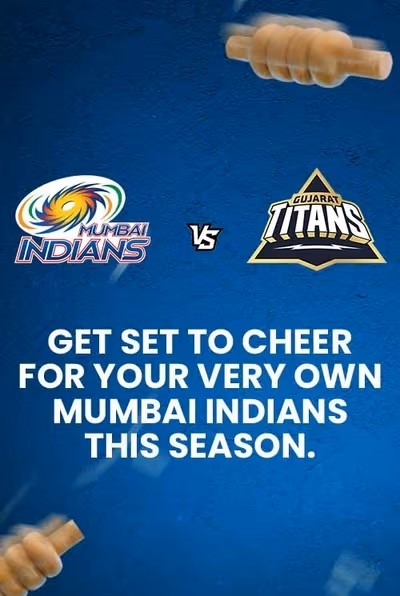 MUMBAI
INDIANS
VS
GUJARAT
TITANS
GET SET TO CHEER
FOR YOUR VERY OWN
MUMBAI INDIANS
THIS SEASON.